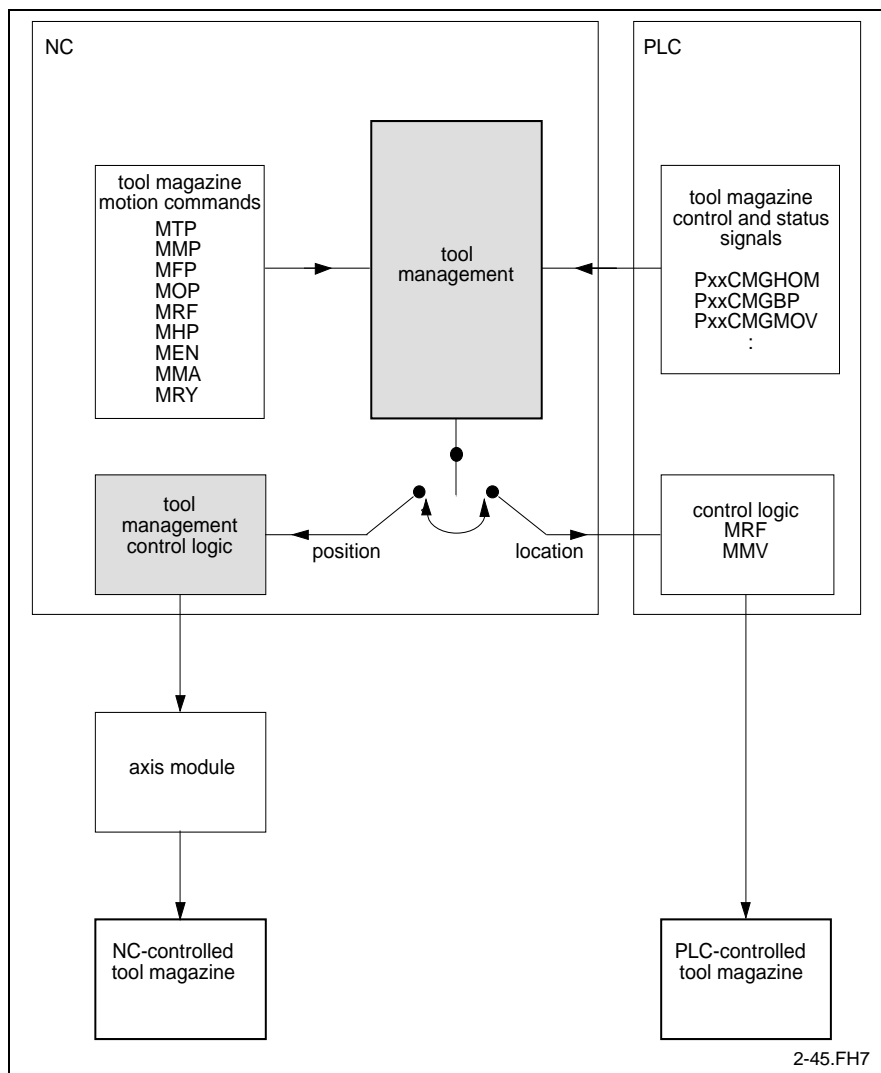 NC
PLC
tool magazine
motion commands
MTP
MMP
MFP
MOP
MRF
MHP
MEN
MMA
MRY
tool
management
tool magazine
control and status
signals
PxxCMGHOM
PxxCMGBP
PxxCMGMOV
:
tool
management
control logic
position
location
control logic
MRF
MMV
axis module
NC-controlled
tool magazine
PLC-controlled
tool magazine
2-45.FH7